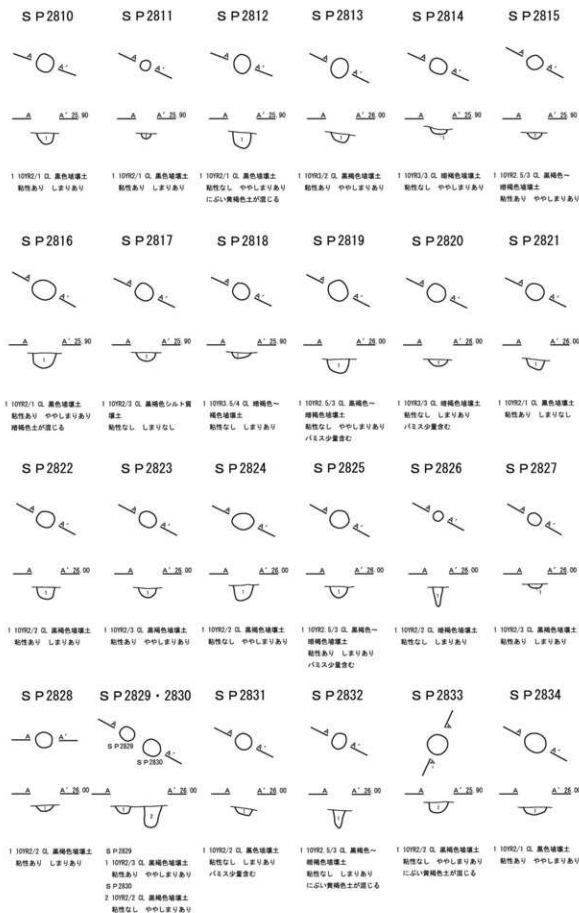 SP2810
SP2811
SP2812
SP2813
SP2814
SP2815
A A'
A A'
A A'
A A'
A A'
A A'
A A' 25.90
A A' 25.90
A A' 25.90
A A' 26.00
A A' 25.90
A A' 25.90
1
1
1
1
1
1
1 10YR2/1 CL 黒色埴壌土
粘性あり しまりあり
1 10YR2/1 CL 黒色埴壌土
粘性あり しまりあり
1 10YR2/1 CL 黒色埴壌土
粘性なし ややしまりあり
にぶい黄褐色土が混じる
1 10YR3/2 CL 黒褐色埴壌土
粘性なし ややしまりあり
1 10YR3/3 CL 暗褐色埴壌土
粘性あり ややしまりあり
1 10YR2.5/3 CL 黒褐色～
暗褐色埴壌土
粘性あり ややしまりあり
SP2816
SP2817
SP2818
SP2819
SP2820
SP2821
A A'
A A'
A A'
A A'
A A'
A A'
A A' 25.90
A A' 25.90
A A' 25.90
A A' 26.00
A A' 26.00
A A' 26.00
1
1
1
1
1
1
1 10YR2/1 CL 黒色埴壌土
粘性あり ややしまりあり
暗褐色土が混じる
1 10YR2/3 CL 黒褐色シルト質
壌土
粘性なし しまりなし
1 10YR3.5/4 CL 暗褐色～
褐色埴壌土
粘性なし しまりあり
1 10YR2.5/3 CL 黒褐色～
暗褐色埴壌土
粘性なし ややしまりあり
パミス少量含む
1 10YR3/3 CL 暗褐色埴壌土
粘性あり しまりあり
パミス少量含む
1 10YR2/1 CL 黒色埴壌土
粘性あり しまりなし
SP2822
SP2823
SP2824
SP2825
SP2826
SP2827
A A'
A A'
A A'
A A'
A A'
A A'
A A' 26.00
A A' 26.00
A A' 26.00
A A' 26.00
A A' 26.00
A A' 26.00
1
1
1
1
1
1
1 10YR2/2 CL 黒褐色埴壌土
粘性あり しまりあり
1 10YR2/3 CL 黒褐色埴壌土
粘性あり ややしまりあり
1 10YR2/2 CL 黒褐色埴壌土
粘性なし ややしまりあり
1 10YR2.5/3 CL 黒褐色～
暗褐色埴壌土
粘性あり しまりあり
パミス少量含む
1 10YR2/2 CL 暗褐色埴壌土
粘性なし しまりあり
1 10YR2/3 CL 黒褐色埴壌土
粘性あり しまりあり
SP2828
SP2829・2830
SP2831
SP2832
SP2833
SP2834
A A'
A A'
SP2829
SP2830
A A'
A A'
A A'
A A'
A A' 26.00
A A' 26.00
A A' 26.00
A A' 26.00
A A' 25.90
A A' 26.00
1
1
2
1
1
1
1
1 10YR2/2 CL 黒褐色埴壌土
粘性あり しまりあり
SP2829
1 10YR2/3 CL 黒褐色埴壌土
粘性あり ややしまりあり
SP2830
2 10YR2/2 CL 黒褐色埴壌土
粘性なし ややしまりあり
1 10YR2/2 CL 黒褐色埴壌土
粘性なし しまりあり
パミス少量含む
1 10YR2.5/3 CL 黒褐色～
暗褐色埴壌土
粘性なし しまりあり
にぶい黄褐色土が混じる
1 10YR2/2 CL 黒褐色埴壌土
粘性なし ややしまりあり
にぶい黄褐色土が混じる
1 10YR2/1 CL 黒色埴壌土
粘性あり しまりあり